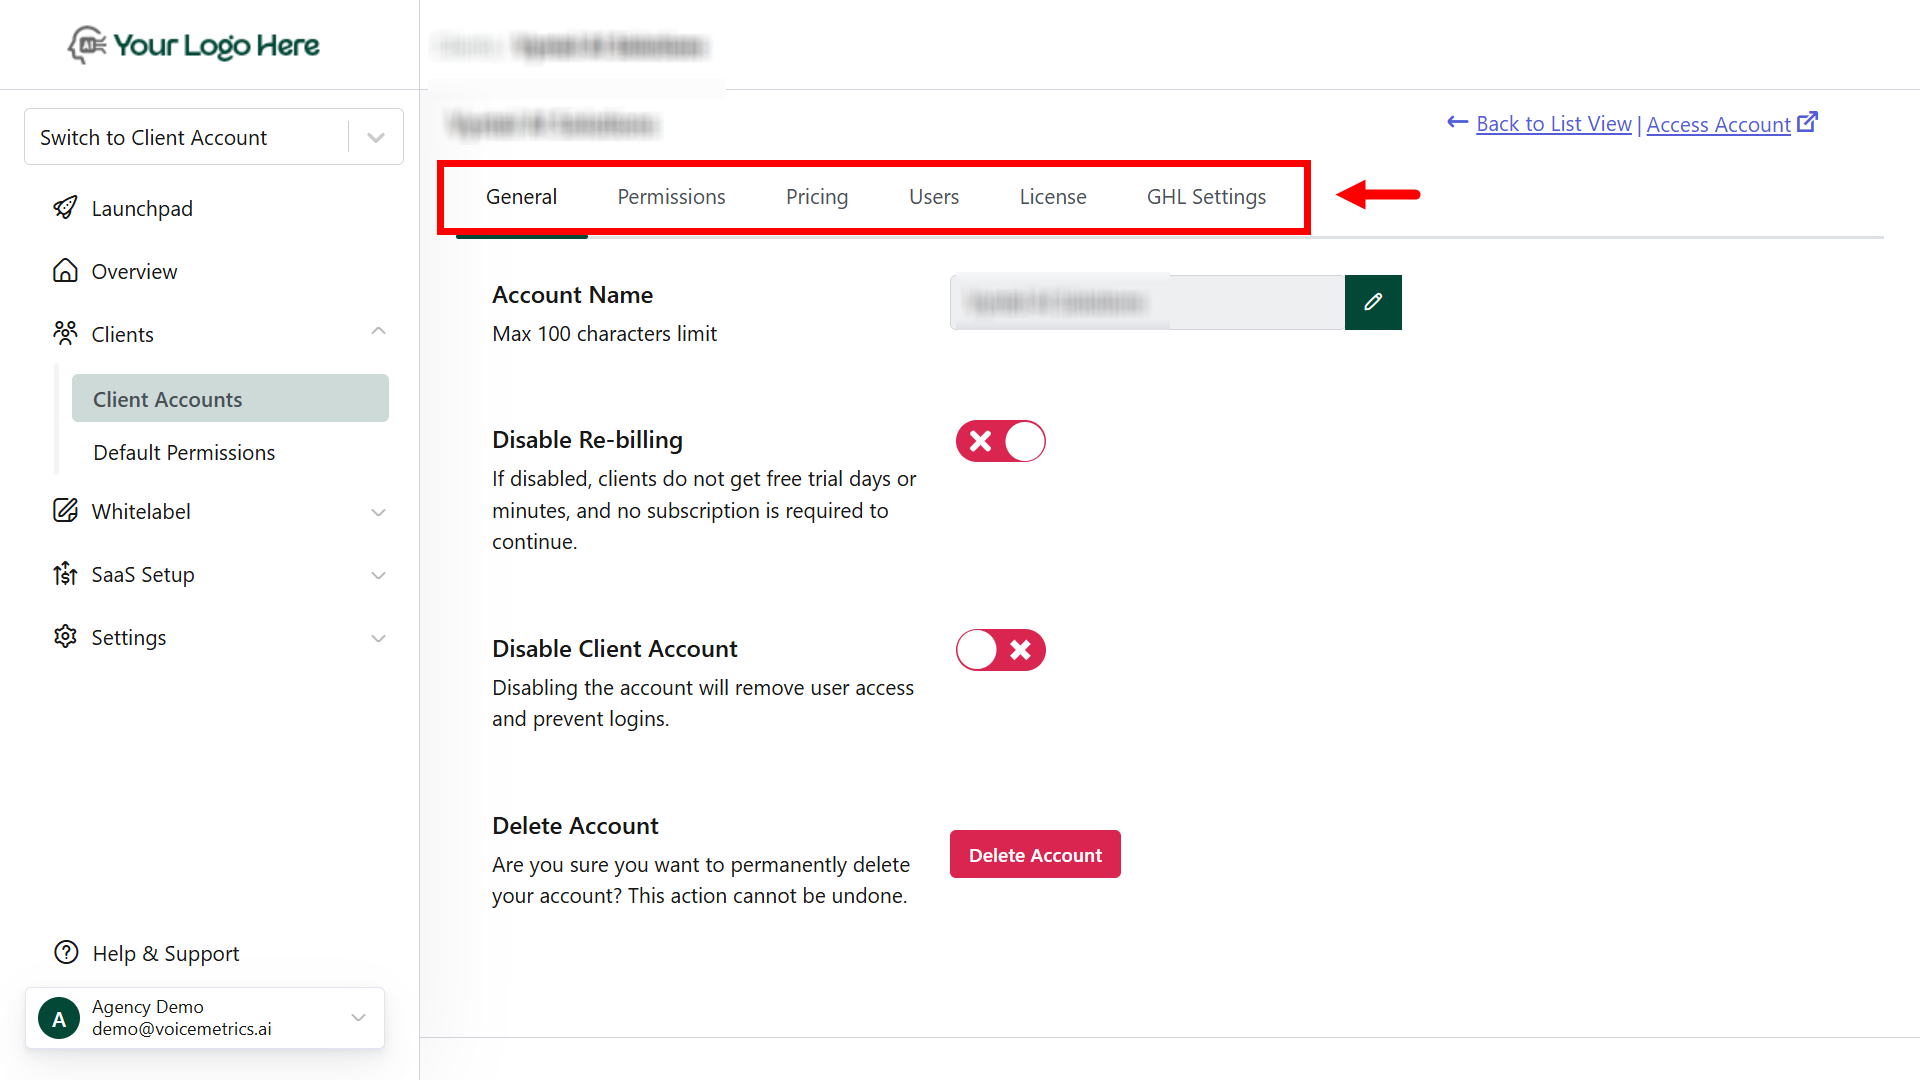 AI Your Logo Here
Switch to Client Account
Launchpad
Overview
Clients
Client Accounts
Default Permissions
Whitelabel
SaaS Setup
Settings
Help & Support
A
Agency Demo
demo@voicemetrics.ai
Back to List View | Access Account
General Permissions Pricing Users License GHL Settings
Account Name
Max 100 characters limit
Disable Re-billing
If disabled, clients do not get free trial days or
minutes, and no subscription is required to
continue.
Disable Client Account
Disabling the account will remove user access
and prevent logins.
Delete Account
Are you sure you want to permanently delete
your account? This action cannot be undone.
Delete Account